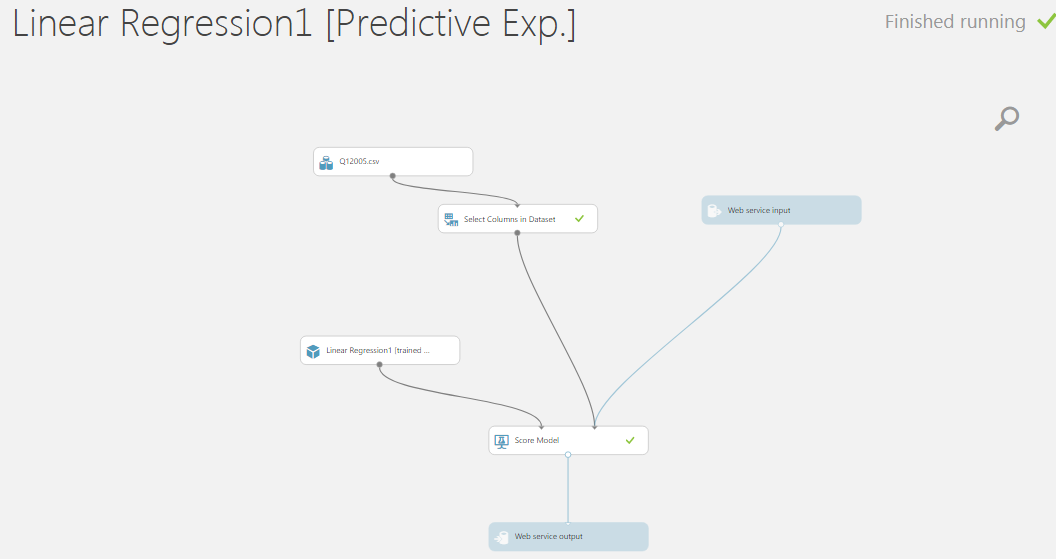 Linear Regression1 [Predictive Exp.]
Finished running
Q12005.csv
Select Columns in Dataset
Web service input
Linear Regression1 [trained ...
Score Model
Web service output